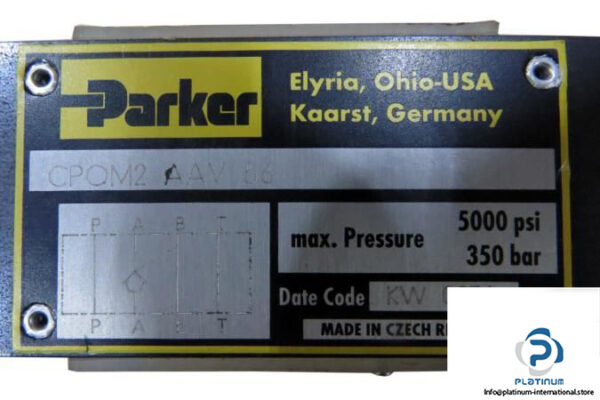 Parker
Elyria, Ohio-USA
Kaarst, Germany
CPOM2 AAV 66
P A B T
P A B T
max. Pressure
5000 psi
350 bar
Date Code KW
MADE IN CZECH
PLATINUM
Info@platinum-international.store